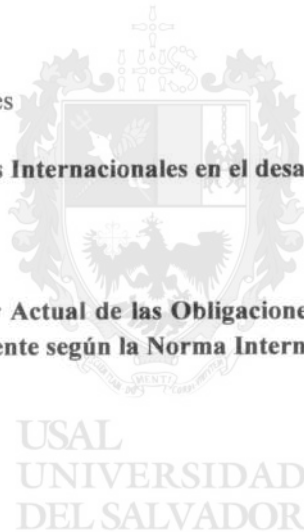 es
s Internacionales en el desa
r Actual de las Obligacione
ente según la Norma Intern
USAL
UNIVERSIDAD
DEL SALVADOR